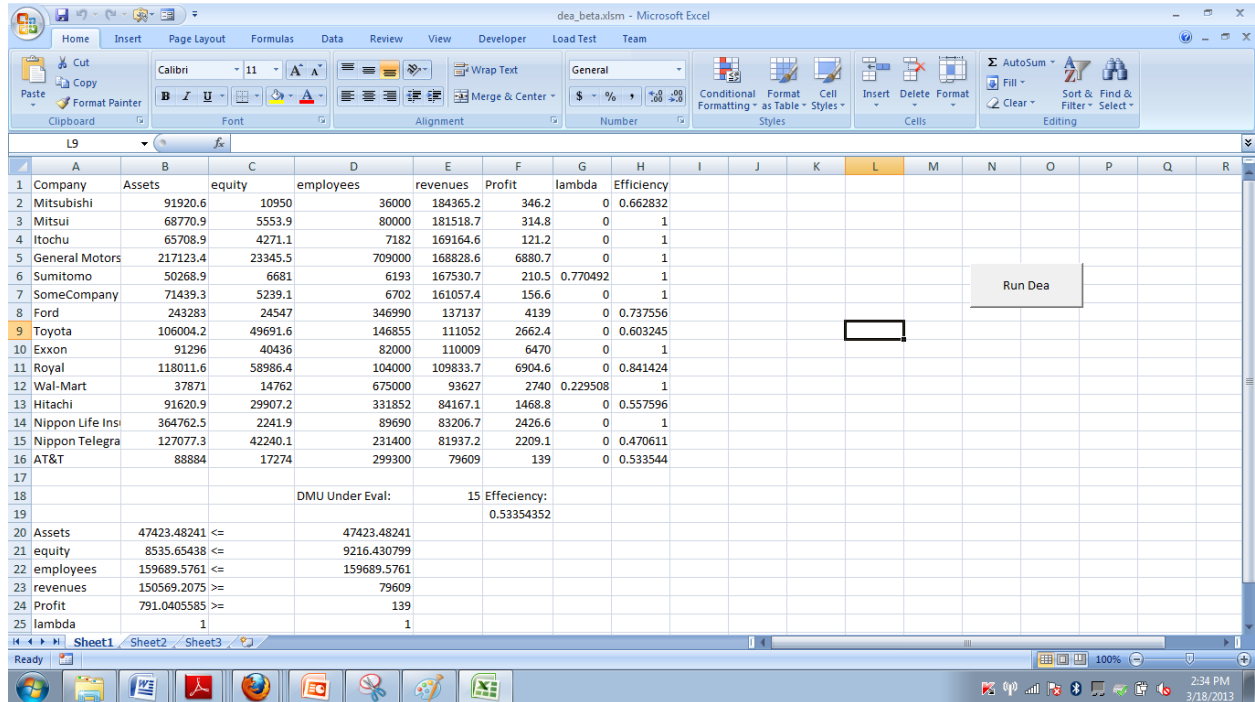 dea_beta.xlsm - Microsoft Excel
Home Insert Page Layout Formulas Data Review View Developer Load Test Team
Paste
Cut
Copy
Format Painter
Clipboard
Calibri 11
B I U
Font
Wrap Text
Merge & Center
Alignment
General
$ % ,
Number
Conditional Formatting
Format as Table
Cell Styles
Styles
Insert Delete Format
Cells
Σ AutoSum
Fill
Clear
Sort & Filter
Find & Select
Editing
L9 fx
A B C D E F G H I J K L M N O P Q R
1 Company Assets equity employees revenues Profit lambda Efficiency
2 Mitsubishi 91920.6 10950 36000 184365.2 346.2 0 0.662832
3 Mitsui 68770.9 5553.9 80000 181518.7 314.8 0 1
4 Itochu 65708.9 4271.1 7182 169164.6 121.2 0 1
5 General Motors 217123.4 23345.5 709000 168828.6 6880.7 0 1
6 Sumitomo 50268.9 6681 6193 167530.7 210.5 0.770492 1
7 SomeCompany 71439.3 5239.1 6702 161057.4 156.6 0 1
8 Ford 243283 24547 346990 137137 4139 0 0.737556
9 Toyota 106004.2 49691.6 146855 111052 2662.4 0 0.603245
10 Exxon 91296 40436 82000 110009 6470 0 1
11 Royal 118011.6 58986.4 104000 109833.7 6904.6 0 0.841424
12 Wal-Mart 37871 14762 675000 93627 2740 0.229508 1
13 Hitachi 91620.9 29907.2 331852 84167.1 1468.8 0 0.557596
14 Nippon Life Insu 364762.5 2241.9 89690 83206.7 2426.6 0 1
15 Nippon Telegra 127077.3 42240.1 231400 81937.2 2209.1 0 0.470611
16 AT&T 88884 17274 299300 79609 139 0 0.533544
17
18 DMU Under Eval: 15 Effeciency:
19 0.53354352
20 Assets 47423.48241 <= 47423.48241
21 equity 8535.65438 <= 9216.430799
22 employees 159689.5761 <= 159689.5761
23 revenues 150569.2075 >= 79609
24 Profit 791.0405585 >= 139
25 lambda 1 1
Run Dea
Sheet1 Sheet2 Sheet3
Ready 100%
2:34 PM
3/18/2013